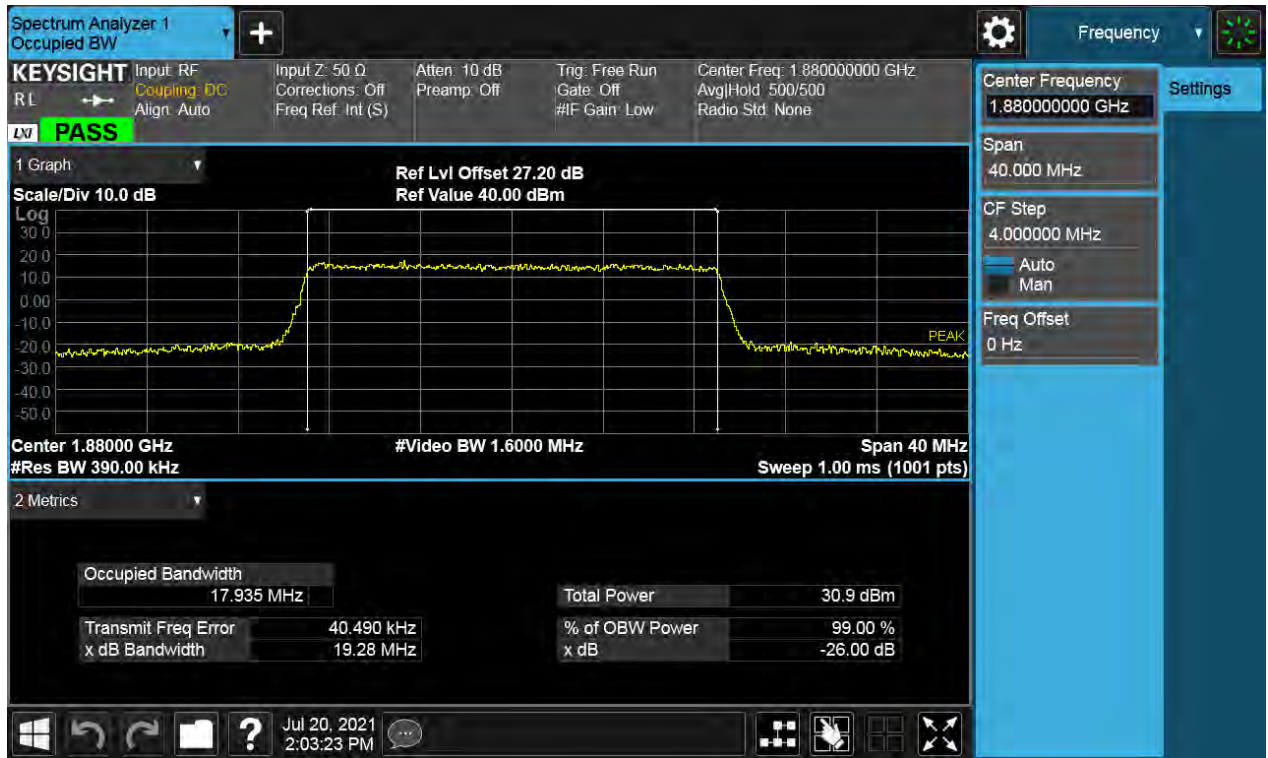 Spectrum Analyzer 1
Occupied BW
Frequency
KEYSIGHT
RL
LXI
PASS
Input: RF
Coupling: DC
Align: Auto
Input Z: 50 Ω
Corrections: Off
Freq Ref: Int (S)
Atten: 10 dB
Preamp: Off
Trig: Free Run
Gate: Off
#IF Gain: Low
Center Freq: 1.880000000 GHz
Avg|Hold: 500/500
Radio Std: None
Center Frequency
1.880000000 GHz
Settings
Span
40.000 MHz
CF Step
4.000000 MHz
Auto
Man
Freq Offset
0 Hz
1 Graph
Scale/Div 10.0 dB
Ref Lvl Offset 27.20 dB
Ref Value 40.00 dBm
Log
30.0
20.0
10.0
0.00
-10.0
-20.0
-30.0
-40.0
-50.0
PEAK
Center 1.88000 GHz
#Video BW 1.6000 MHz
Span 40 MHz
#Res BW 390.00 kHz
Sweep 1.00 ms (1001 pts)
2 Metrics
Occupied Bandwidth
17.935 MHz
Transmit Freq Error 40.490 kHz
x dB Bandwidth 19.28 MHz
Total Power 30.9 dBm
% of OBW Power 99.00 %
x dB -26.00 dB
?
Jul 20, 2021
2:03:23 PM